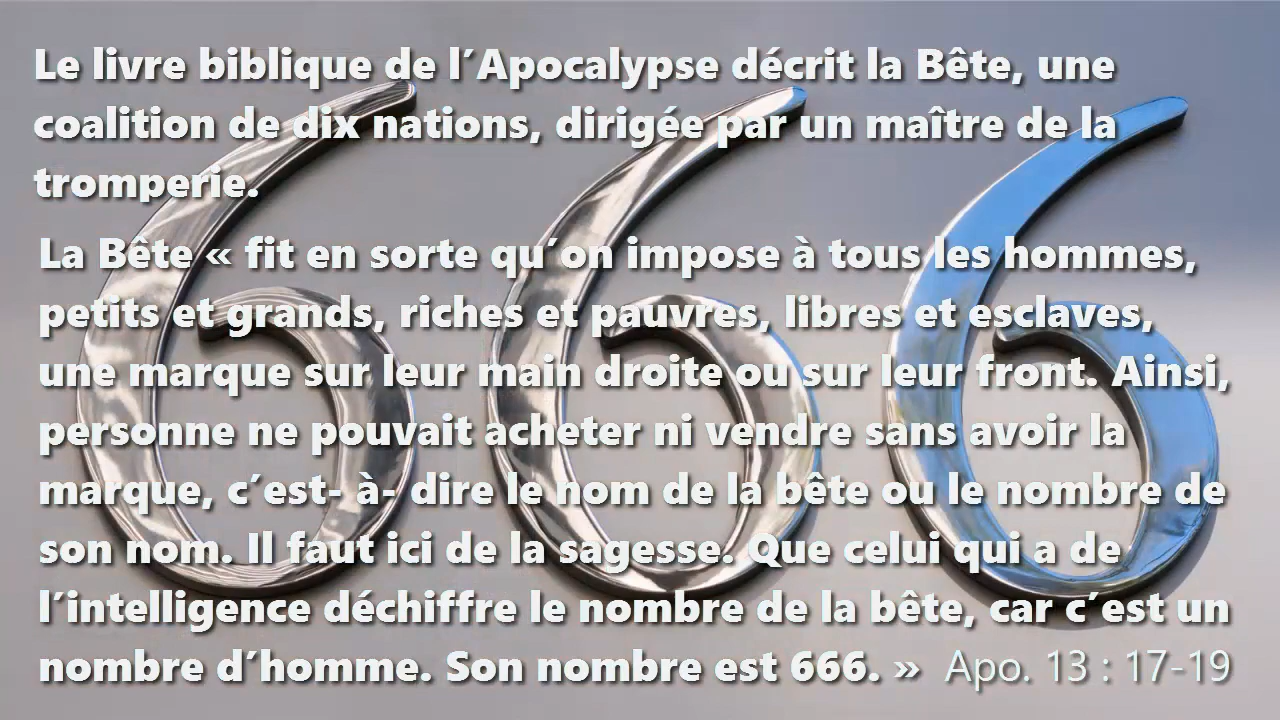 Le livre biblique de l´Apocalypse décrit la Bête, une
coalition de dix nations, dirigée par un maître de la
tromperie.
La Bête « fit en sorte qu´on impose à tous les hommes,
petits et grands, riches et pauvres, libres et esclaves,
une marque sur leur main droite ou sur leur front. Ainsi,
personne ne pouvait acheter ni vendre sans avoir la
marque, c´est- à- dire le nom de la bête ou le nombre de
son nom. Il faut ici de la sagesse. Que celui qui a de
l´intelligence déchiffre le nombre de la bête, car c´est un
nombre d´homme. Son nombre est 666. » Apo. 13 : 17-19
666